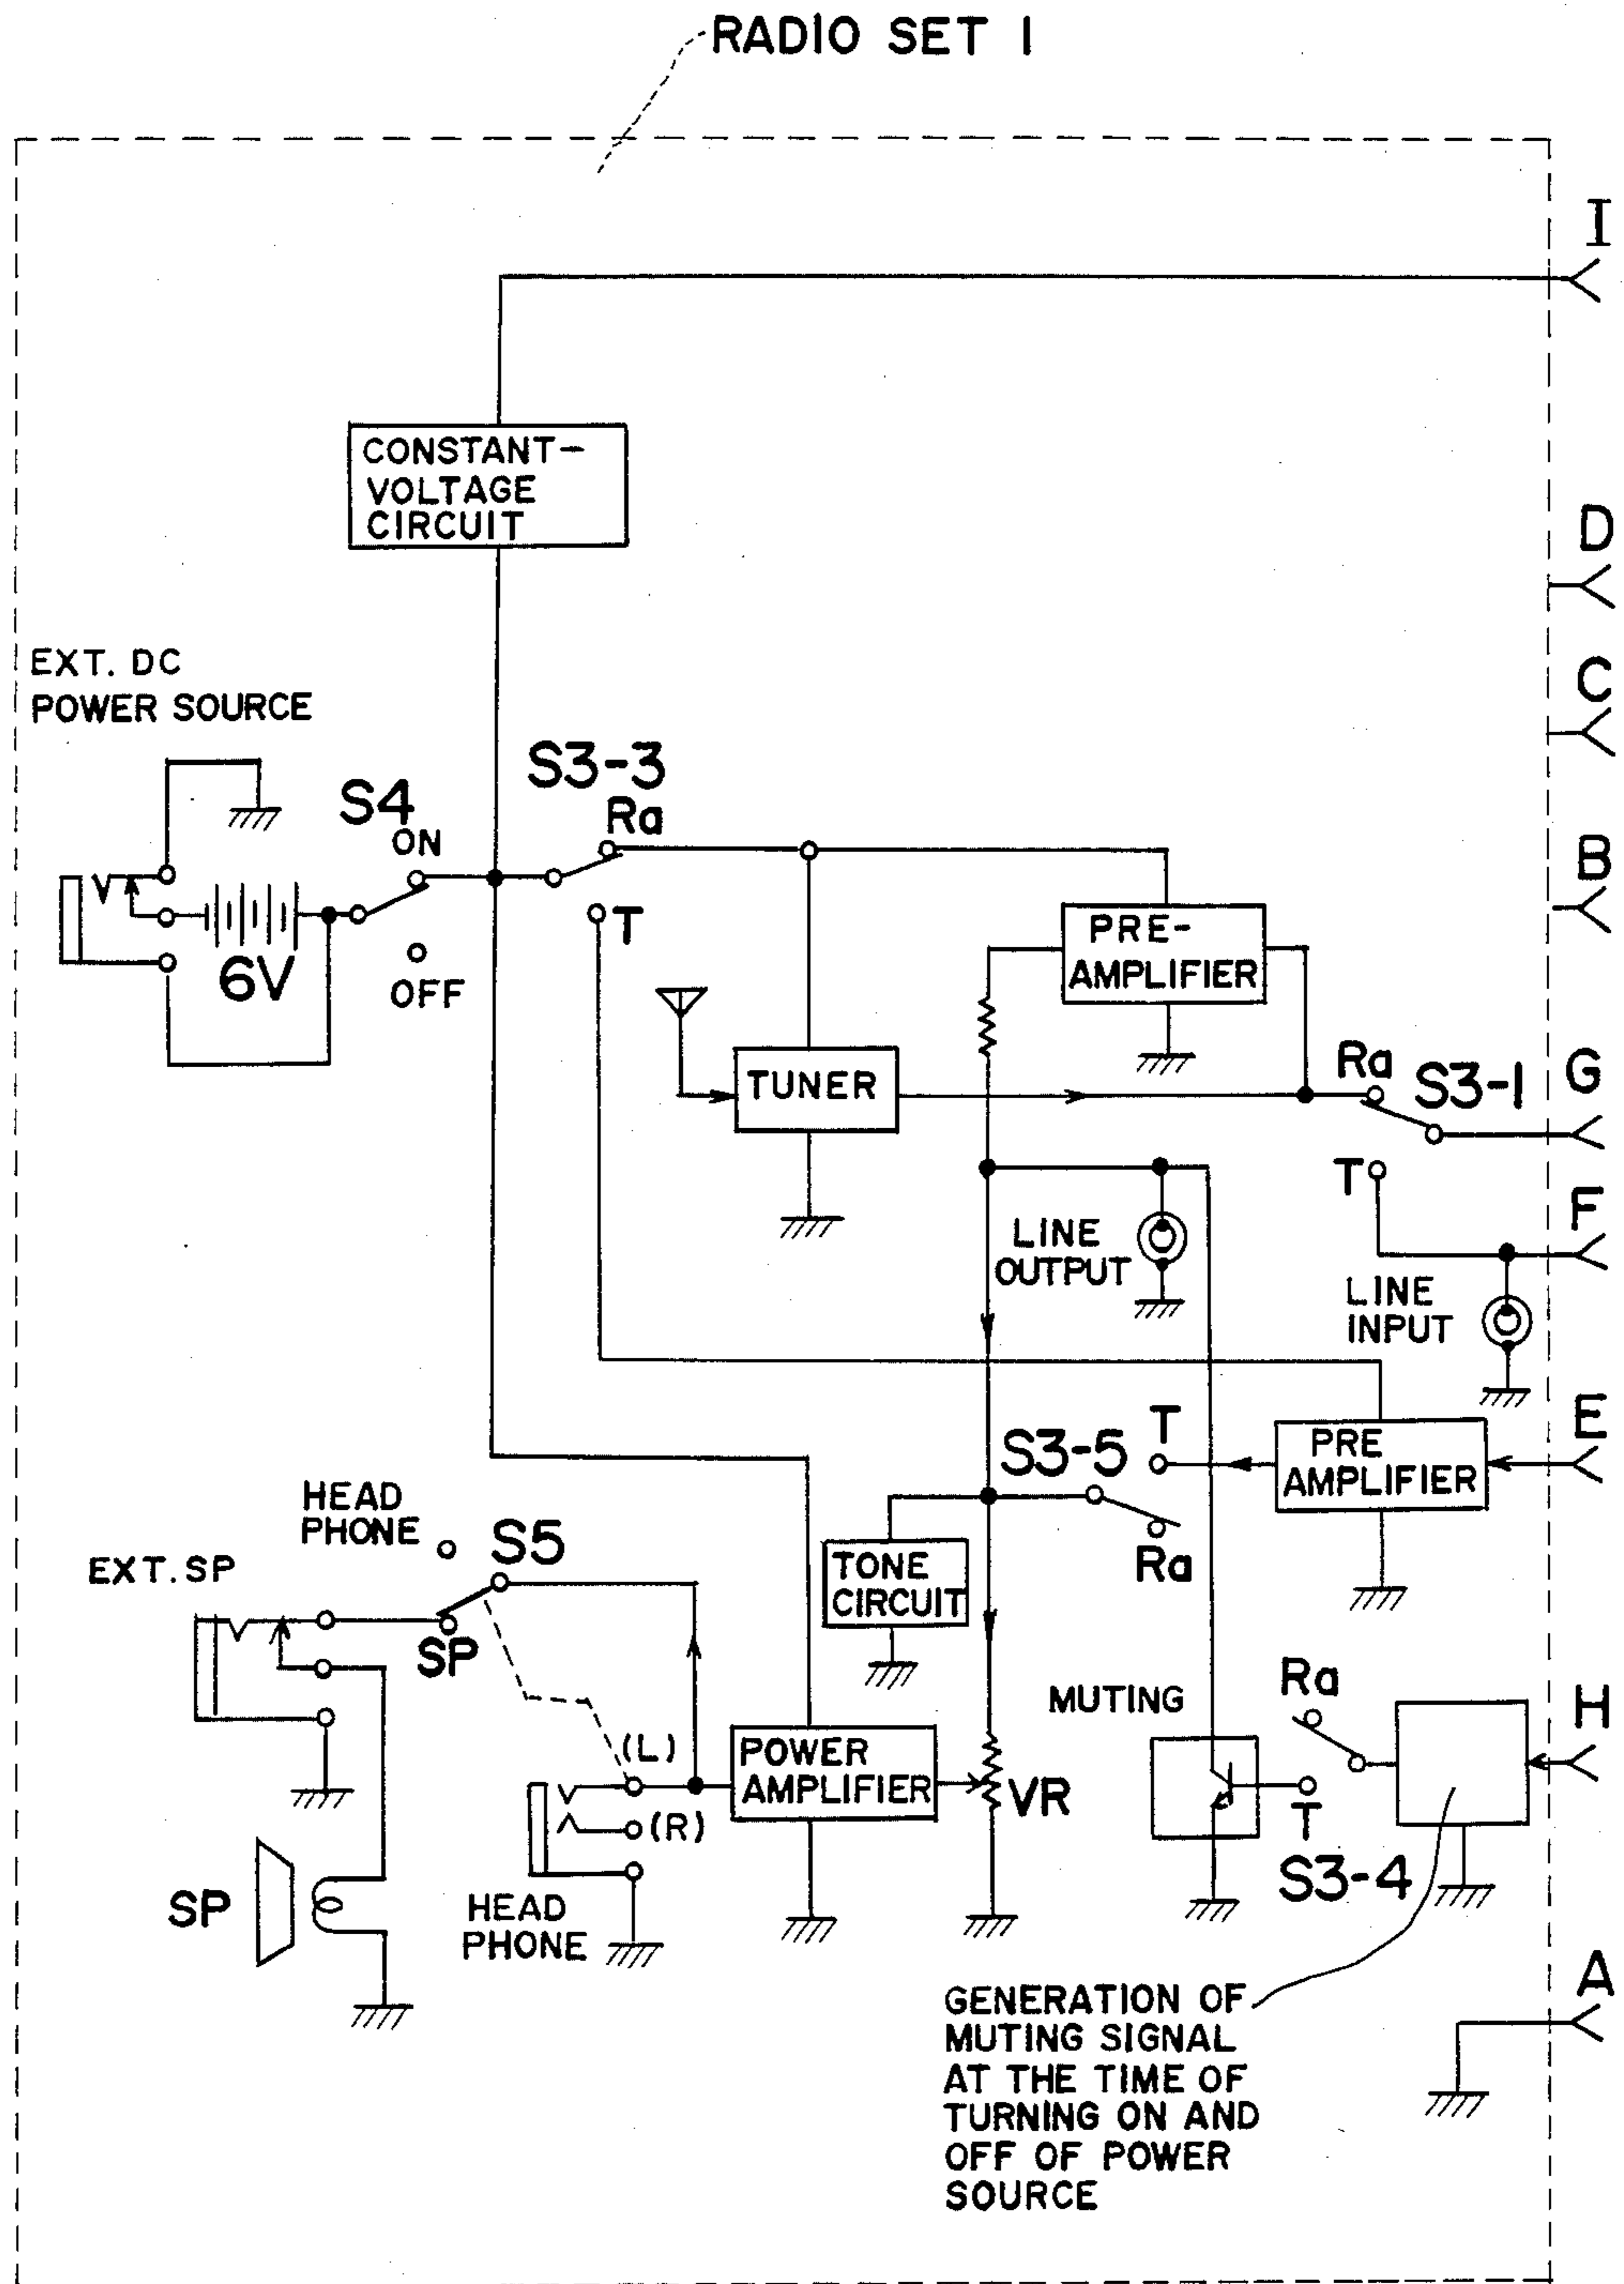 RADIO SET 1
I
CONSTANT-
VOLTAGE
CIRCUIT
D
EXT. DC
POWER SOURCE
C
S3-3
S4
Ra
ON
B
T
PRE-
AMPLIFIER
6V
OFF
TUNER
Ra
S3-1
G
T
F
LINE
OUTPUT
LINE
INPUT
E
T
S3-5
PRE
AMPLIFIER
HEAD
PHONE
S5
EXT. SP
TONE
CIRCUIT
Ra
SP
MUTING
Ra
H
(L)
POWER
AMPLIFIER
VR
(R)
T
S3-4
SP
HEAD
PHONE
A
GENERATION OF
MUTING SIGNAL
AT THE TIME OF
TURNING ON AND
OFF OF POWER
SOURCE